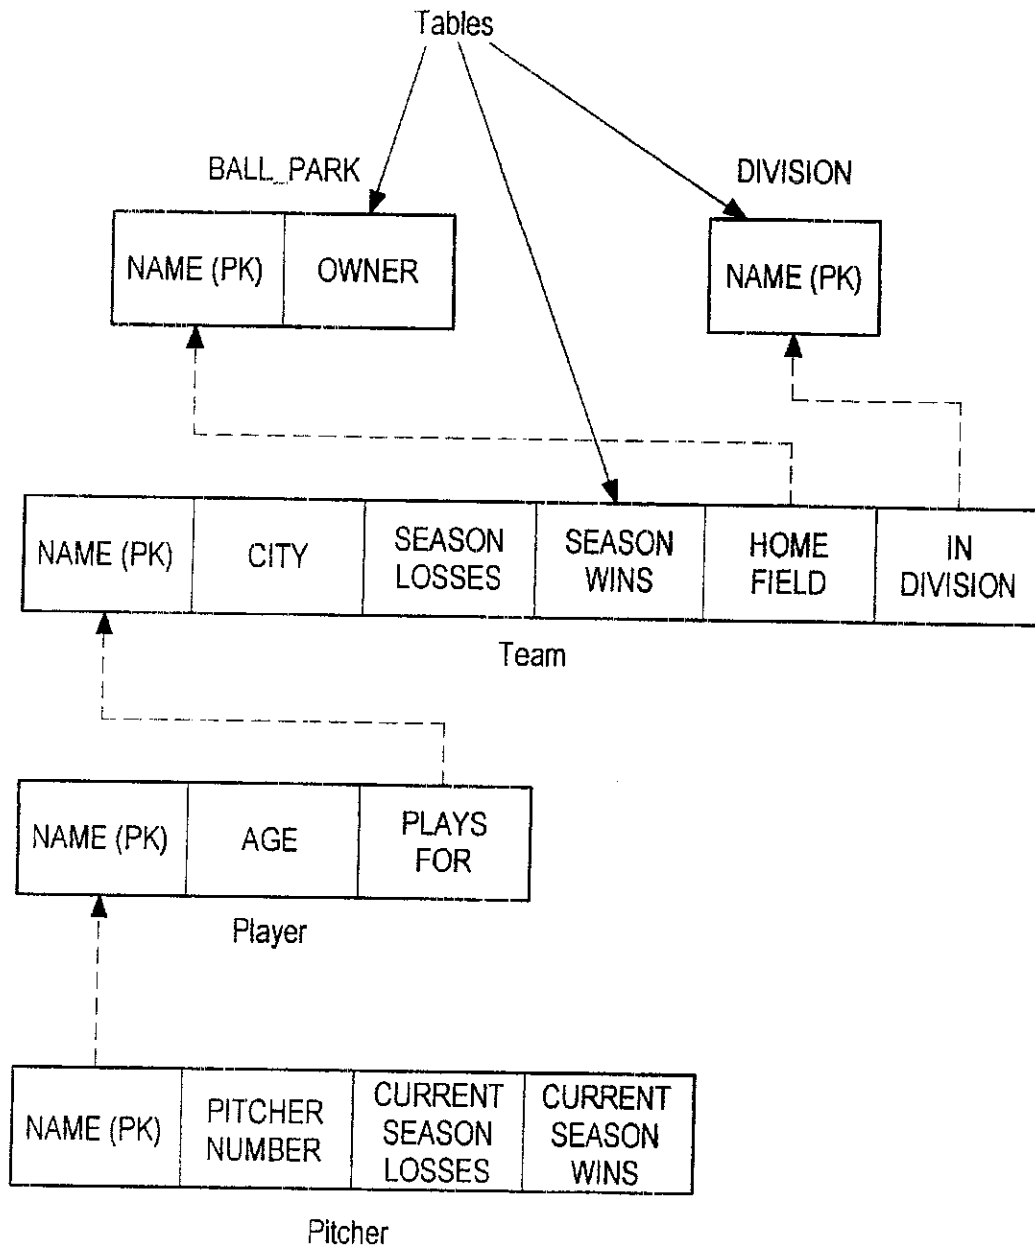 Tables
BALL_PARK
DIVISION
NAME (PK)
OWNER
NAME (PK)
NAME (PK)
CITY
SEASON
LOSSES
SEASON
WINS
HOME
FIELD
IN
DIVISION
Team
NAME (PK)
AGE
PLAYS
FOR
Player
NAME (PK)
PITCHER
NUMBER
CURRENT
SEASON
LOSSES
CURRENT
SEASON
WINS
Pitcher